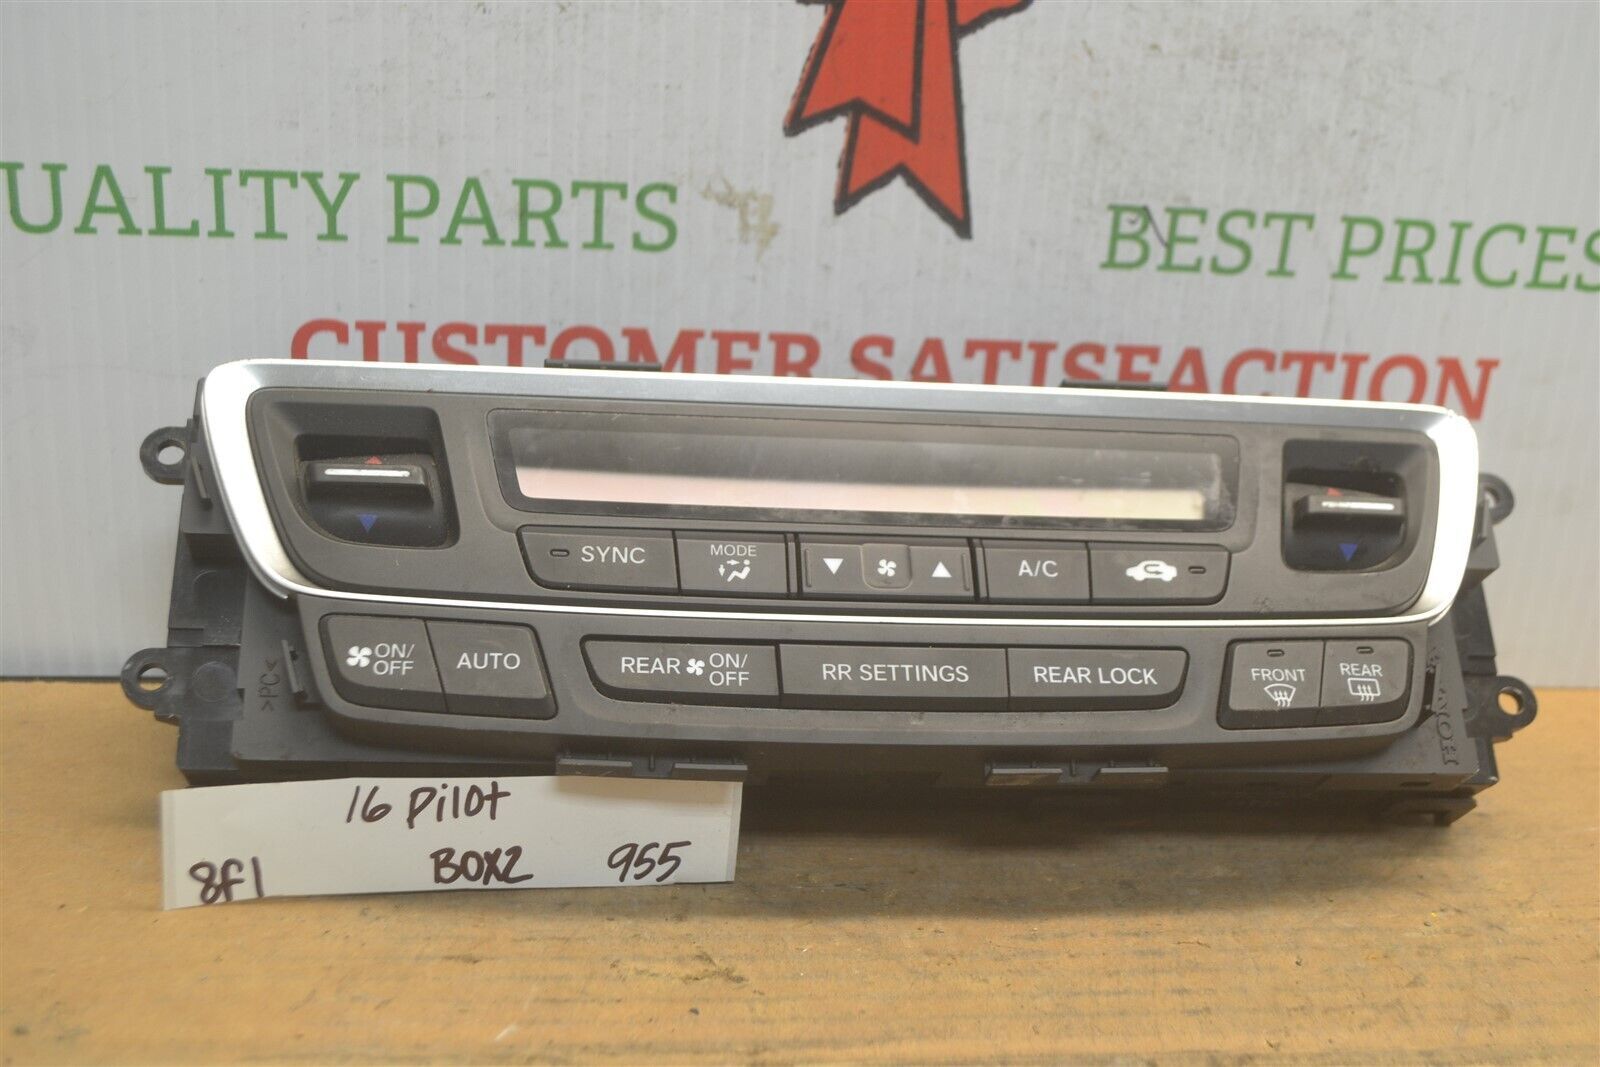 UALITY PARTS
BEST PRICES
CUSTOMER SATISFACTION
SYNC
MODE
A/C
ON/
OFF
AUTO
REAR ON/
OFF
RR SETTINGS
REAR LOCK
FRONT
REAR
>PC<
16 Pilot
8f1 BOX2 955